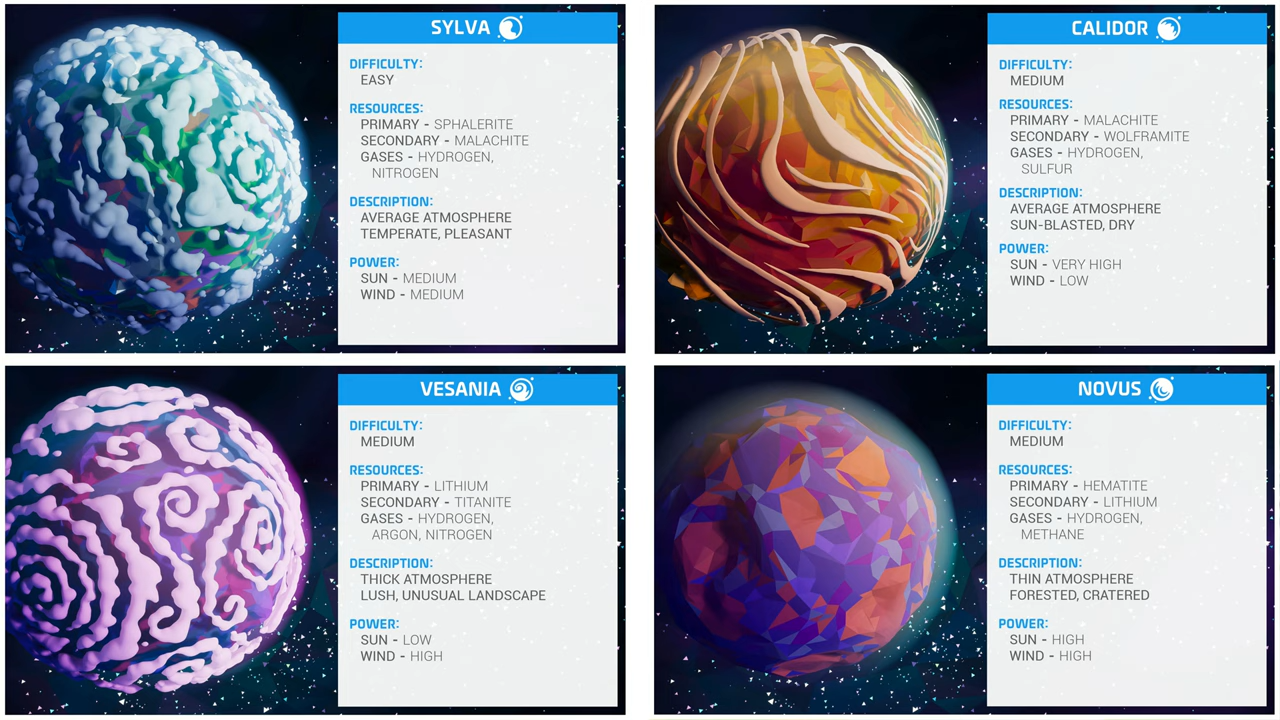 SYLVA
DIFFICULTY:
EASY
RESOURCES:
PRIMARY - SPHALERITE
SECONDARY - MALACHITE
GASES - HYDROGEN,
NITROGEN
DESCRIPTION:
AVERAGE ATMOSPHERE
TEMPERATE, PLEASANT
POWER:
SUN - MEDIUM
WIND - MEDIUM
CALIDOR
DIFFICULTY:
MEDIUM
RESOURCES:
PRIMARY - MALACHITE
SECONDARY - WOLFRAMITE
GASES - HYDROGEN,
SULFUR
DESCRIPTION:
AVERAGE ATMOSPHERE
SUN-BLASTED, DRY
POWER:
SUN - VERY HIGH
WIND - LOW
VESANIA
DIFFICULTY:
MEDIUM
RESOURCES:
PRIMARY - LITHIUM
SECONDARY - TITANITE
GASES - HYDROGEN,
ARGON, NITROGEN
DESCRIPTION:
THICK ATMOSPHERE
LUSH, UNUSUAL LANDSCAPE
POWER:
SUN - LOW
WIND - HIGH
NOVUS
DIFFICULTY:
MEDIUM
RESOURCES:
PRIMARY - HEMATITE
SECONDARY - LITHIUM
GASES - HYDROGEN,
METHANE
DESCRIPTION:
THIN ATMOSPHERE
FORESTED, CRATERED
POWER:
SUN - HIGH
WIND - HIGH